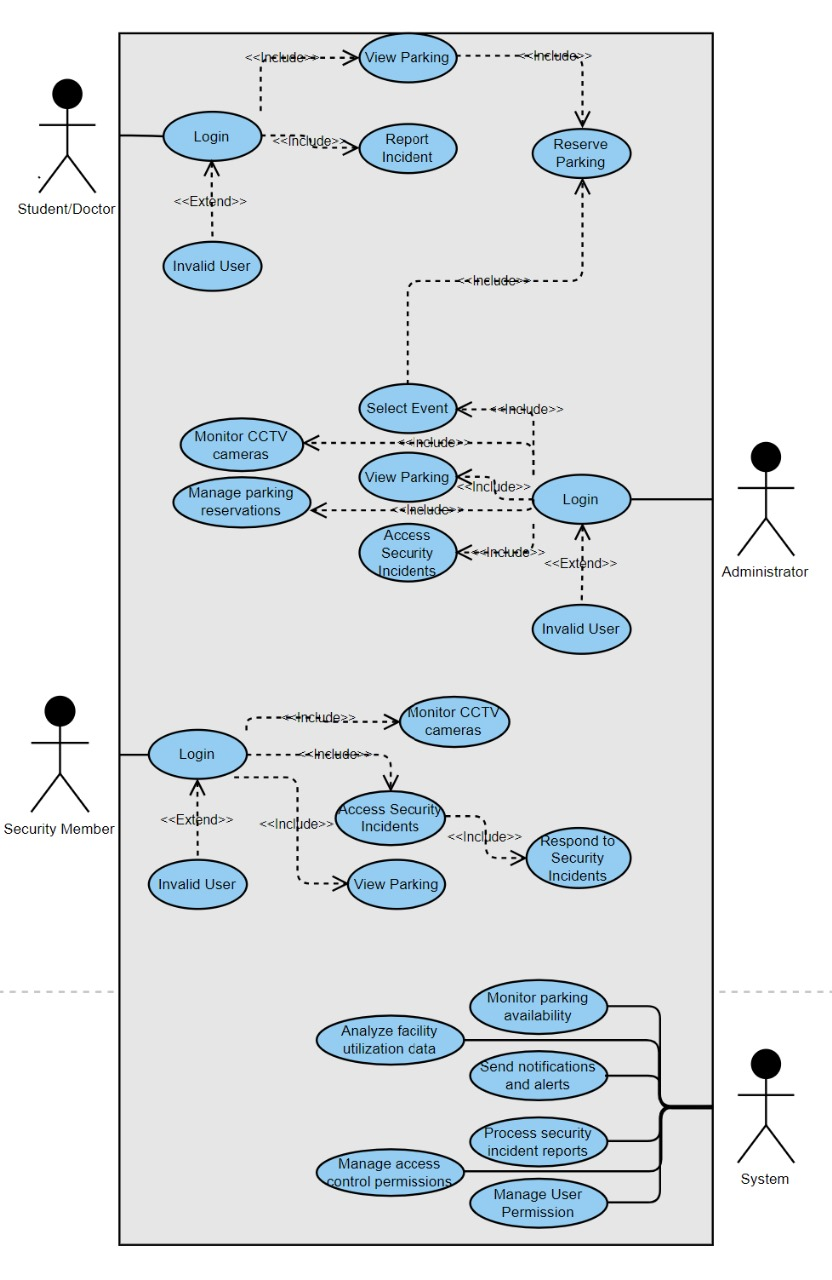 <<Include>>
View Parking
<<Include>>
Login
<<Include>>
Report
Incident
Reserve
Parking
Student/Doctor
<<Extend>>
Invalid User
<<Include>>
Select Event
<<Include>>
Monitor CCTV
cameras
<<Include>>
View Parking
<<Include>>
Manage parking
reservations
<<Include>>
Login
Access
Security
Incidents
<<Include>>
<<Extend>>
Administrator
Invalid User
Monitor CCTV
cameras
<<Include>>
Login
<<Include>>
Security Member
<<Extend>>
<<Include>>
Access Security
Incidents
<<Include>>
Respond to
Security
Incidents
Invalid User
View Parking
Monitor parking
availability
Analyze facility
utilization data
Send notifications
and alerts
Process security
incident reports
Manage access
control permissions
Manage User
Permission
System